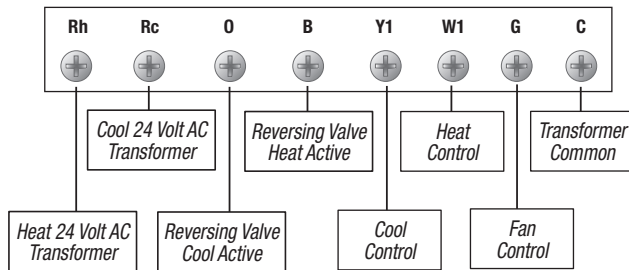 Rh Rc O B Y1 W1 G C
Cool 24 Volt AC
Transformer
Reversing Valve
Heat Active
Heat
Control
Transformer
Common
Heat 24 Volt AC
Transformer
Reversing Valve
Cool Active
Cool
Control
Fan
Control